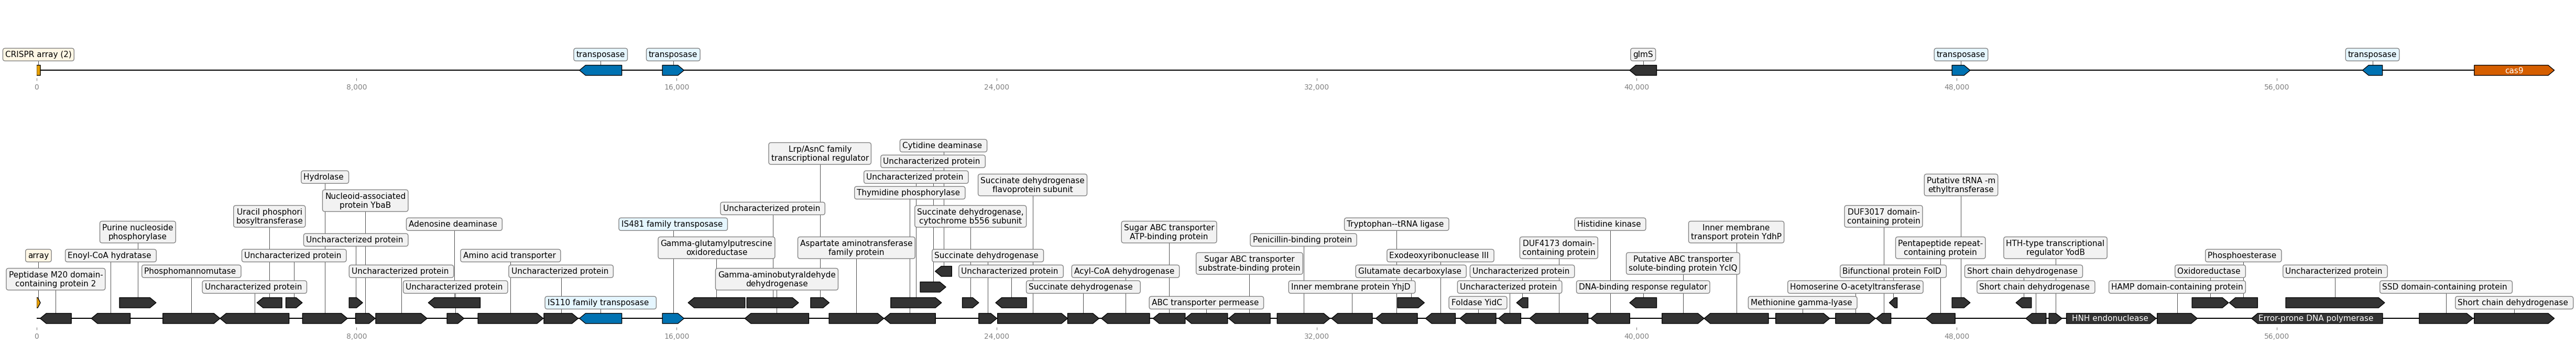 CRISPR array (2)
transposase
transposase
glmS
transposase
transposase
cas9
0
8,000
16,000
24,000
32,000
40,000
48,000
56,000
Cytidine deaminase
Lrp/AsnC family
transcriptional regulator
Uncharacterized protein
Hydrolase
Uncharacterized protein
Succinate dehydrogenase
flavoprotein subunit
Putative tRNA -m
ethyltransferase
Nucleoid-associated
protein YbaB
Thymidine phosphorylase
Uracil phosphori
bosyltransferase
Uncharacterized protein
Succinate dehydrogenase,
cytochrome b556 subunit
DUF3017 domain-
containing protein
Purine nucleoside
phosphorylase
Adenosine deaminase
IS481 family transposase
Sugar ABC transporter
ATP-binding protein
Tryptophan--tRNA ligase
Histidine kinase
Inner membrane
transport protein YdhP
Uncharacterized protein
Gamma-glutamylputrescine
oxidoreductase
Aspartate aminotransferase
family protein
Penicillin-binding protein
DUF4173 domain-
containing protein
Pentapeptide repeat-
containing protein
HTH-type transcriptional
regulator YodB
array
Enoyl-CoA hydratase
Uncharacterized protein
Amino acid transporter
Succinate dehydrogenase
Sugar ABC transporter
substrate-binding protein
Exodeoxyribonuclease III
Putative ABC transporter
solute-binding protein YclQ
Phosphoesterase
Peptidase M20 domain-
containing protein 2
Phosphomannomutase
Uncharacterized protein
Uncharacterized protein
Gamma-aminobutyraldehyde
dehydrogenase
Uncharacterized protein
Acyl-CoA dehydrogenase
Glutamate decarboxylase
Uncharacterized protein
Bifunctional protein FolD
Short chain dehydrogenase
Oxidoreductase
Uncharacterized protein
Uncharacterized protein
Uncharacterized protein
Succinate dehydrogenase
Inner membrane protein YhjD
Uncharacterized protein
DNA-binding response regulator
Homoserine O-acetyltransferase
Short chain dehydrogenase
HAMP domain-containing protein
SSD domain-containing protein
IS110 family transposase
ABC transporter permease
Foldase YidC
Methionine gamma-lyase
Short chain dehydrogenase
HNH endonuclease
Error-prone DNA polymerase
0
8,000
16,000
24,000
32,000
40,000
48,000
56,000